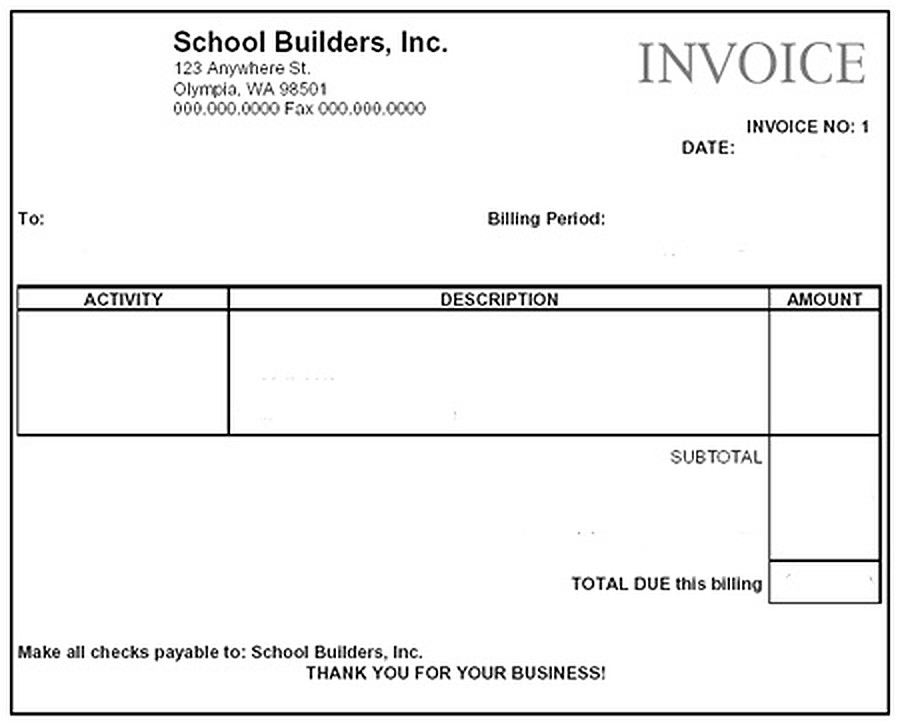 School Builders, Inc.
INVOICE
123 Anywhere St.
Olympia, WA 98501
000.000.0000 Fax 000.000.0000
INVOICE NO: 1
DATE:
To:
Billing Period:
ACTIVITY DESCRIPTION AMOUNT
SUBTOTAL
TOTAL DUE this billing
Make all checks payable to: School Builders, Inc.
THANK YOU FOR YOUR BUSINESS!